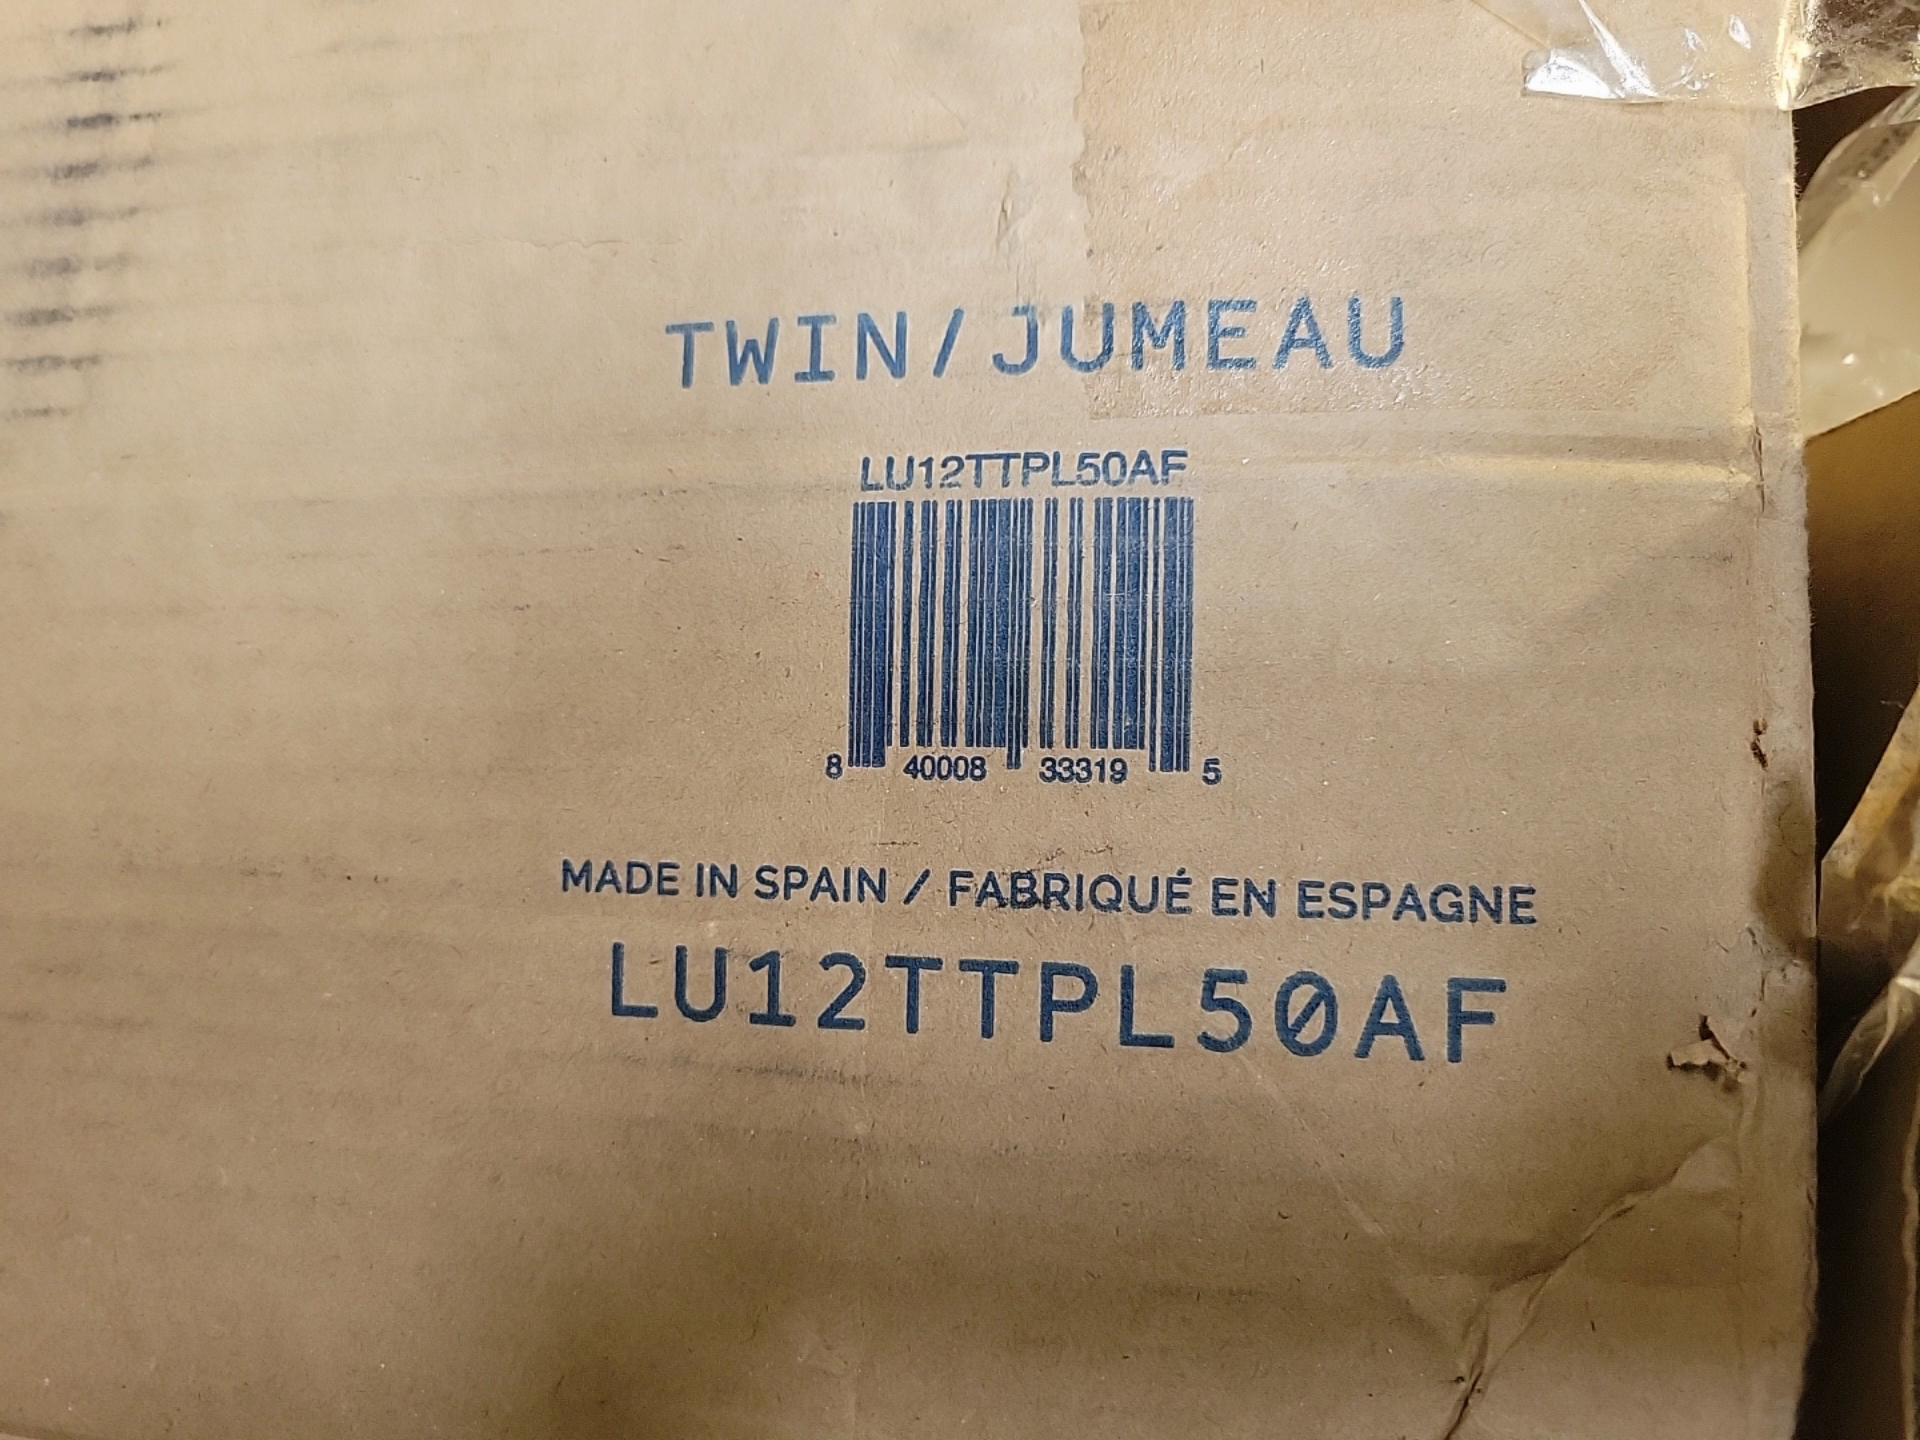 TWIN/JUMEAU
LU12TTPL50AF
8 40008 33319 5
MADE IN SPAIN / FABRIQUÉ EN ESPAGNE
LU12TTPL50AF